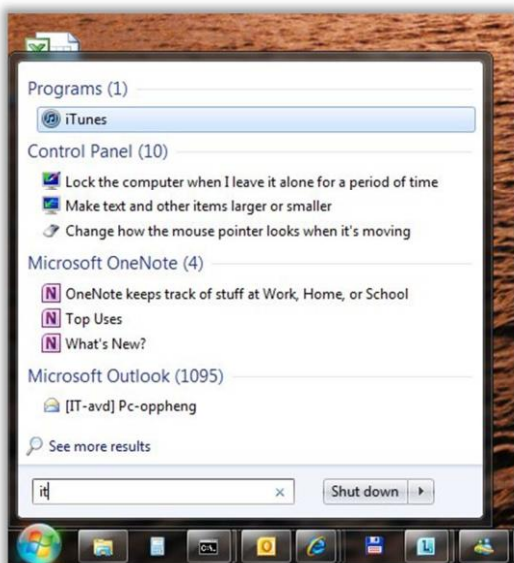 Programs (1)
iTunes
Control Panel (10)
Lock the computer when I leave it alone for a period of time
Make text and other items larger or smaller
Change how the mouse pointer looks when it's moving
Microsoft OneNote (4)
N OneNote keeps track of stuff at Work, Home, or School
N Top Uses
N What's New?
Microsoft Outlook (1095)
[IT-avd] Pc-oppheng
See more results
it
Shut down